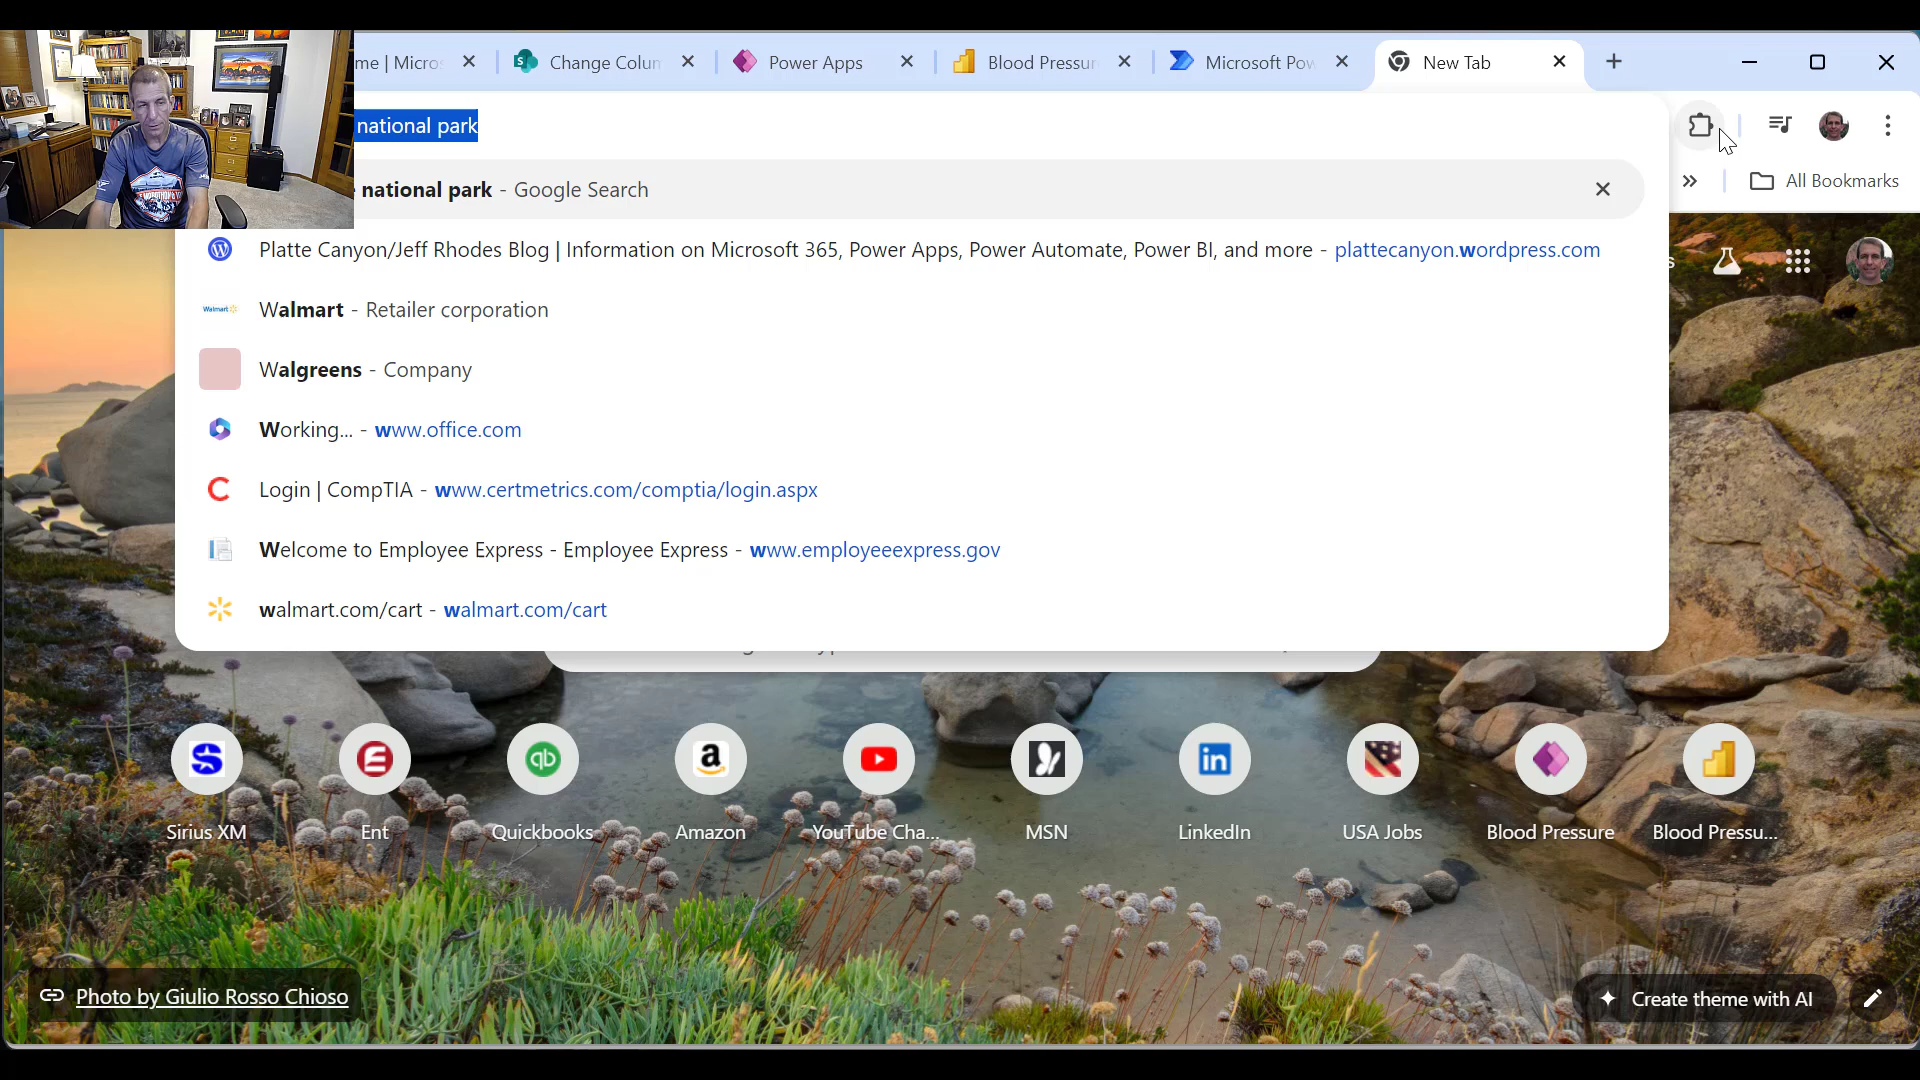 me | Micros
Change Colum
Power Apps
Blood Pressur
Microsoft Pow
New Tab
national park
national park - Google Search
All Bookmarks
Platte Canyon/Jeff Rhodes Blog | Information on Microsoft 365, Power Apps, Power Automate, Power BI, and more - plattecanyon.wordpress.com
Walmart
Walmart - Retailer corporation
Walgreens - Company
Working... - www.office.com
Login | CompTIA - www.certmetrics.com/comptia/login.aspx
Welcome to Employee Express - Employee Express - www.employeeexpress.gov
walmart.com/cart - walmart.com/cart
Sirius XM
Ent
Quickbooks
Amazon
YouTube Cha...
MSN
LinkedIn
USA Jobs
Blood Pressure
Blood Pressu...
Photo by Giulio Rosso Chioso
Create theme with AI